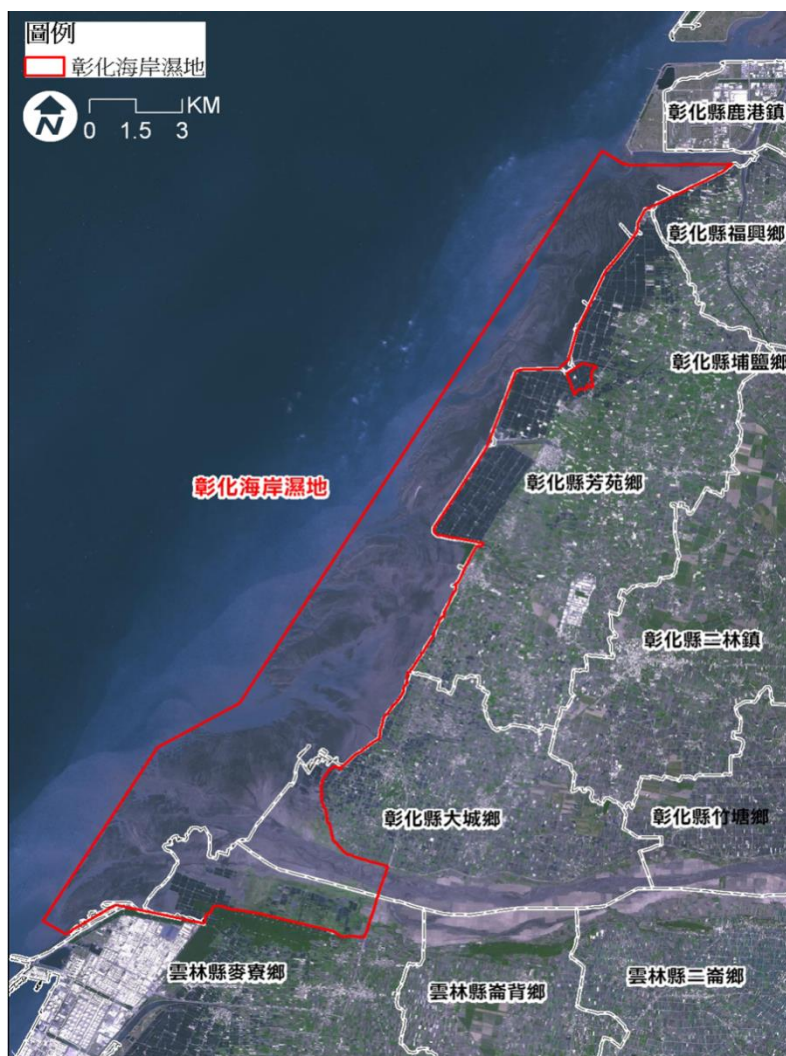 圖例
彰化海岸濕地
N
KM
0 1.5 3
彰化縣鹿港鎮
彰化縣福興鄉
彰化縣埔鹽鄉
彰化縣芳苑鄉
彰化海岸濕地
彰化縣二林鎮
彰化縣大城鄉
彰化縣竹塘鄉
雲林縣麥寮鄉
雲林縣崙背鄉
雲林縣二崙鄉